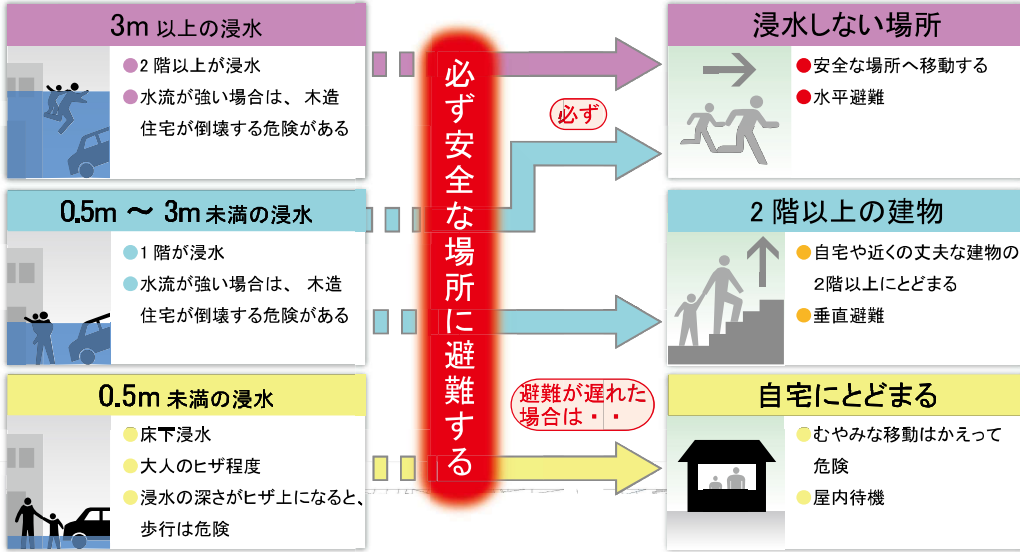 3m 以上の浸水
●2 階以上が浸水
●水流が強い場合は、木造
住宅が倒壊する危険がある
0.5m ～ 3m 未満の浸水
●1 階が浸水
●水流が強い場合は、木造
住宅が倒壊する危険がある
0.5m 未満の浸水
●床下浸水
●大人のヒザ程度
●浸水の深さがヒザ上になると、
歩行は危険
必ず安全な場所に避難する
必ず
避難が遅れた
場合は・・
浸水しない場所
●安全な場所へ移動する
●水平避難
2 階以上の建物
●自宅や近くの丈夫な建物の
2階以上にとどまる
●垂直避難
自宅にとどまる
●むやみな移動はかえって
危険
●屋内待機